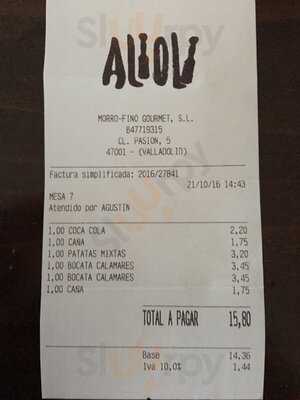 ALIOLI
MORRO-FINO GOURMET, S.L.
B47719315
CL. PASION, 5
47001 - (VALLADOLID)
Factura simplificada: 2016/27841
21/10/16 14:43
MESA 7
Atendido por AGUSTIN
1,00 COCA COLA 2,20
1,00 CAÑA 1,75
1,00 PATATAS MIXTAS 3,20
1,00 BOCATA CALAMARES 3,45
1,00 BOCATA CALAMARES 3,45
1,00 CAÑA 1,75
TOTAL A PAGAR 15,80
Base 14,36
Iva 10,0% 1,44